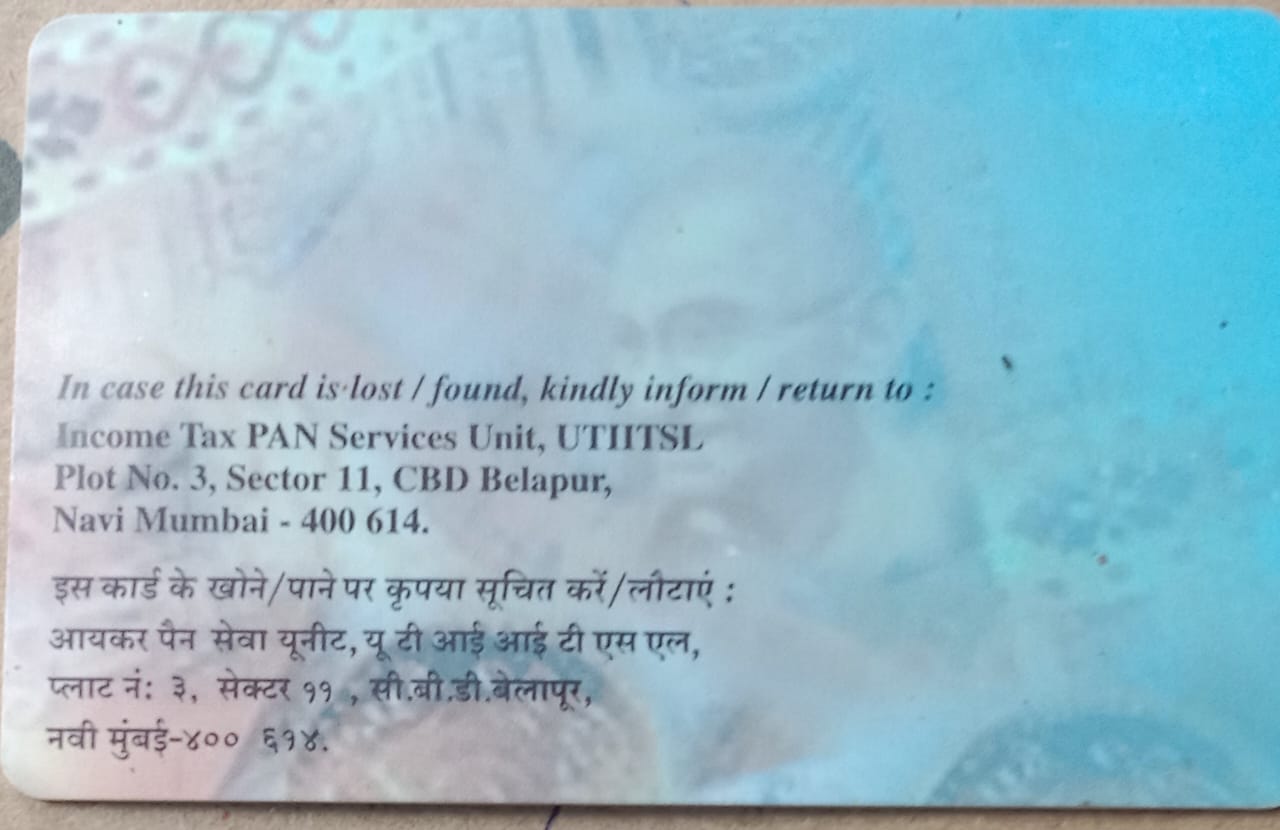 In case this card is lost / found, kindly inform / return to :
Income Tax PAN Services Unit, UTIITSL
Plot No. 3, Sector 11, CBD Belapur,
Navi Mumbai - 400 614.
इस कार्ड के खोने/पाने पर कृपया सूचित करें/लौटाएं :
आयकर पैन सेवा यूनीट, यू टी आई आई टी एस एल,
प्लाट नं: ३, सेक्टर ११ , सी.बी.डी.बेलापूर,
नवी मुंबई-४०० ६१४.